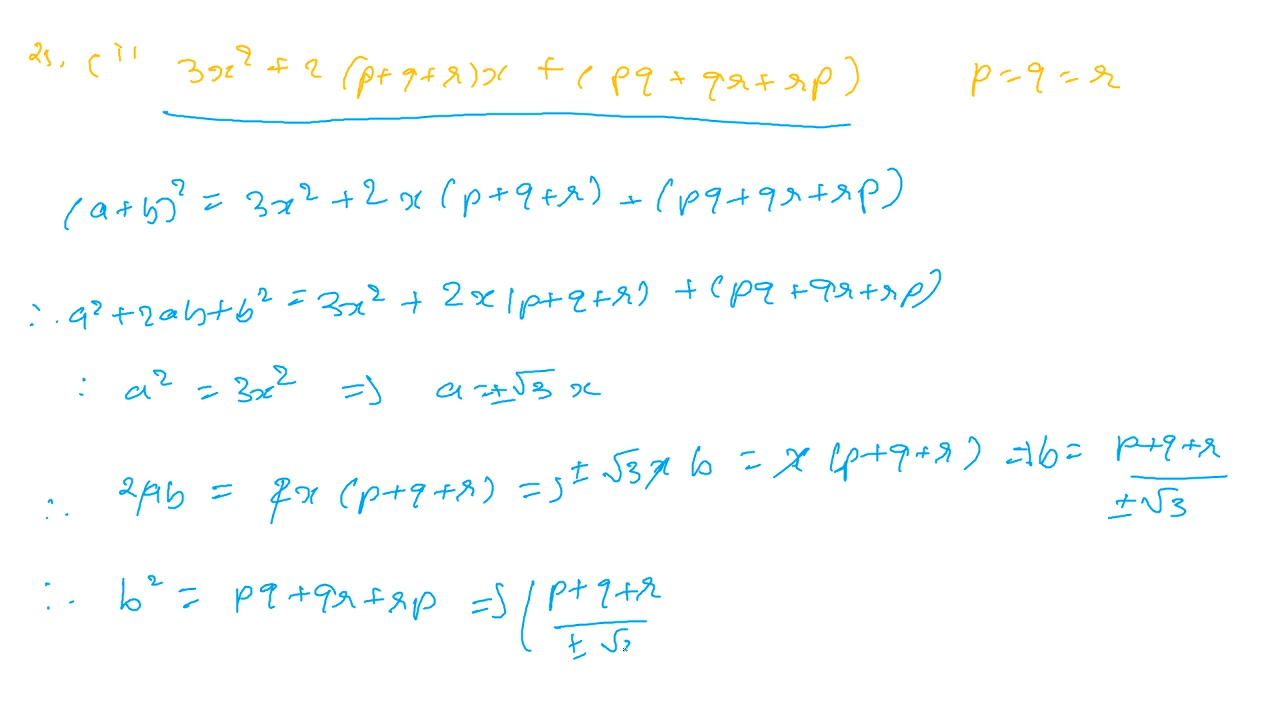 25. (ii) 3x² + 2 (p+q+r)x + (pq + qr + rp) p=q=r
(a+b)² = 3x² + 2x (p+q+r) + (pq+qr+rp)
∴ a²+2ab+b² = 3x² + 2x(p+q+r) + (pq+qr+rp)
∴ a² = 3x² ⇒ a = ±√3 x
∴ 2ab = 2x (p+q+r) ⇒ ± √3 x b = x (p+q+r) ⇒ b = (p+q+r)/(±√3)
∴ b² = pq+qr+rp ⇒ ( p+q+r / ±√3